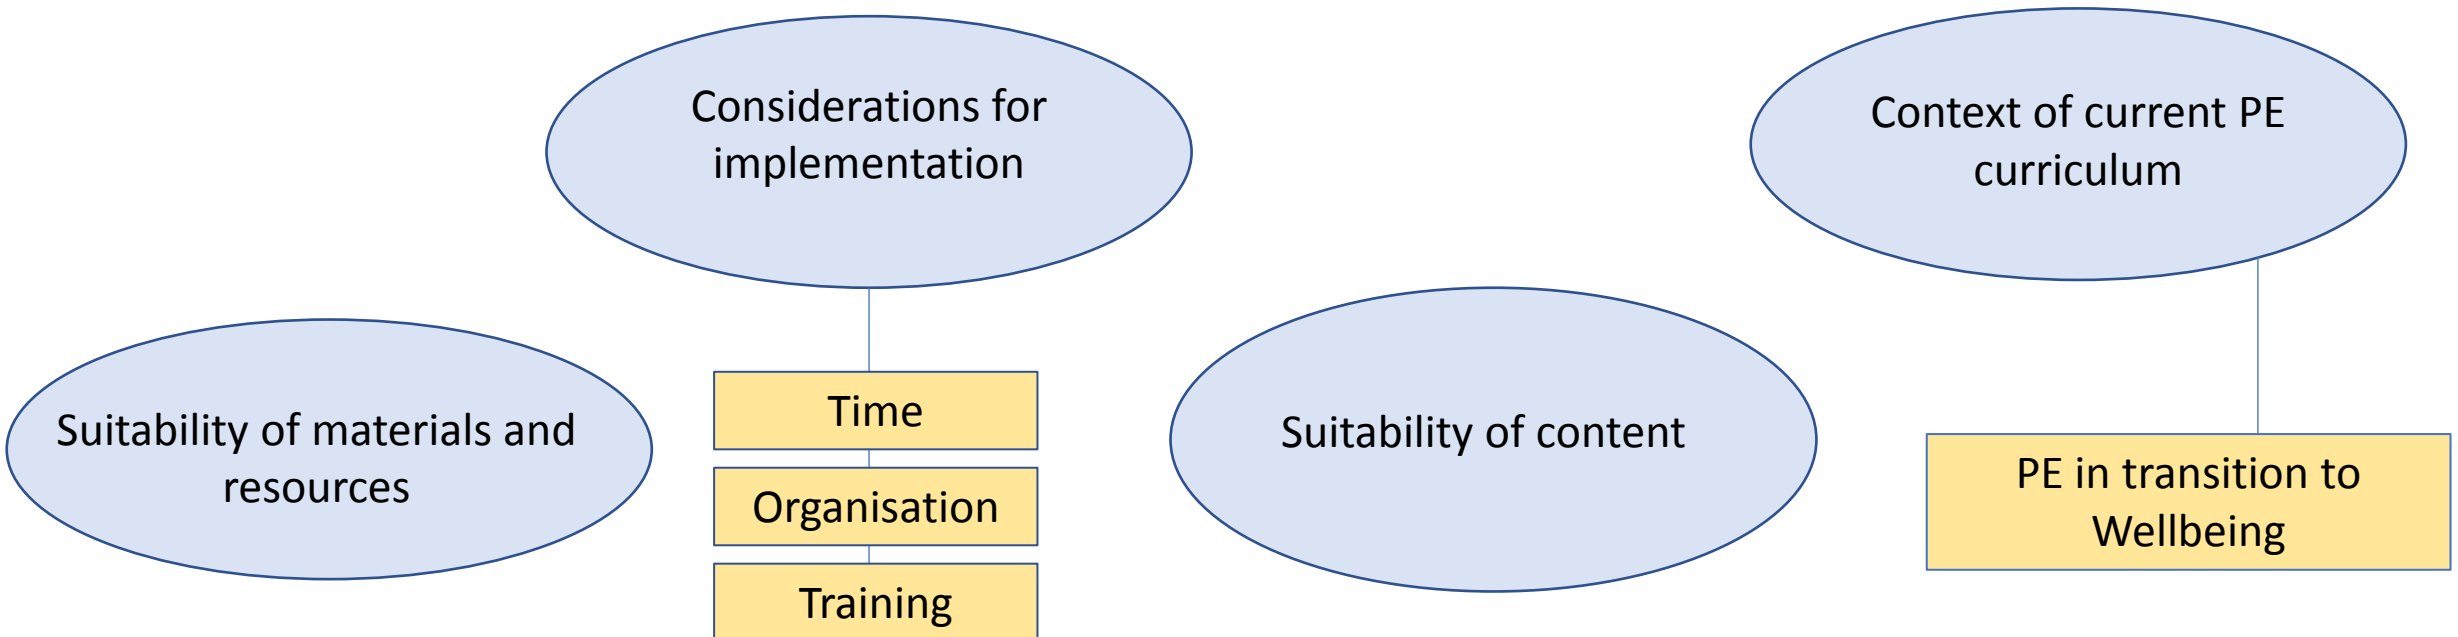 Considerations for
implementation
Context of current PE
curriculum
Suitability of materials and
resources
Time
Organisation
Training
Suitability of content
PE in transition to
Wellbeing